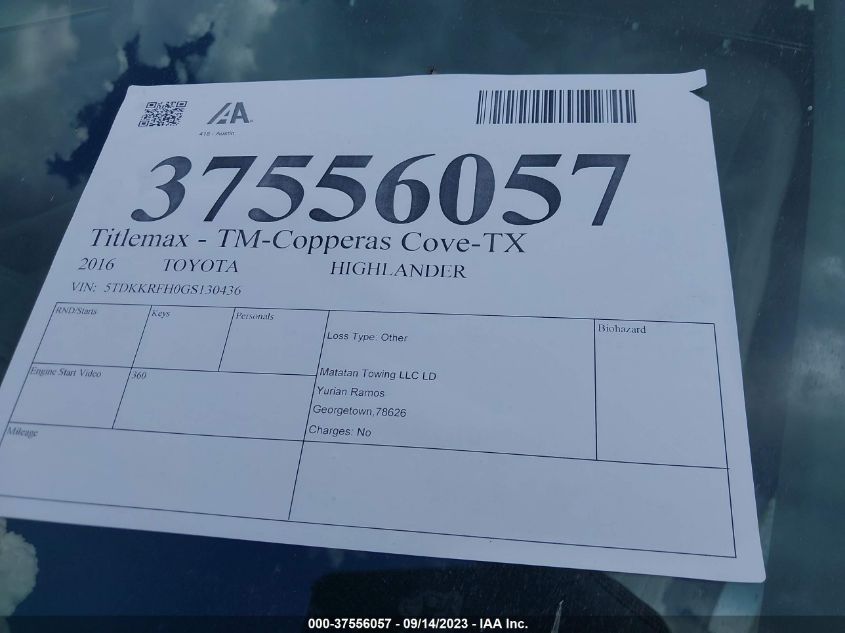 IAA
418 - Austin
37556057
Titlemax - TM-Copperas Cove-TX
2016 TOYOTA HIGHLANDER
VIN: 5TDKKRFH0GS130436
RND/Starts Keys Personals
Loss Type: Other
Biohazard
Engine Start Video 360
Matatan Towing LLC LD
Yurian Ramos
Georgetown,78626
Charges: No
Mileage
000-37556057 - 09/14/2023 - IAA Inc.